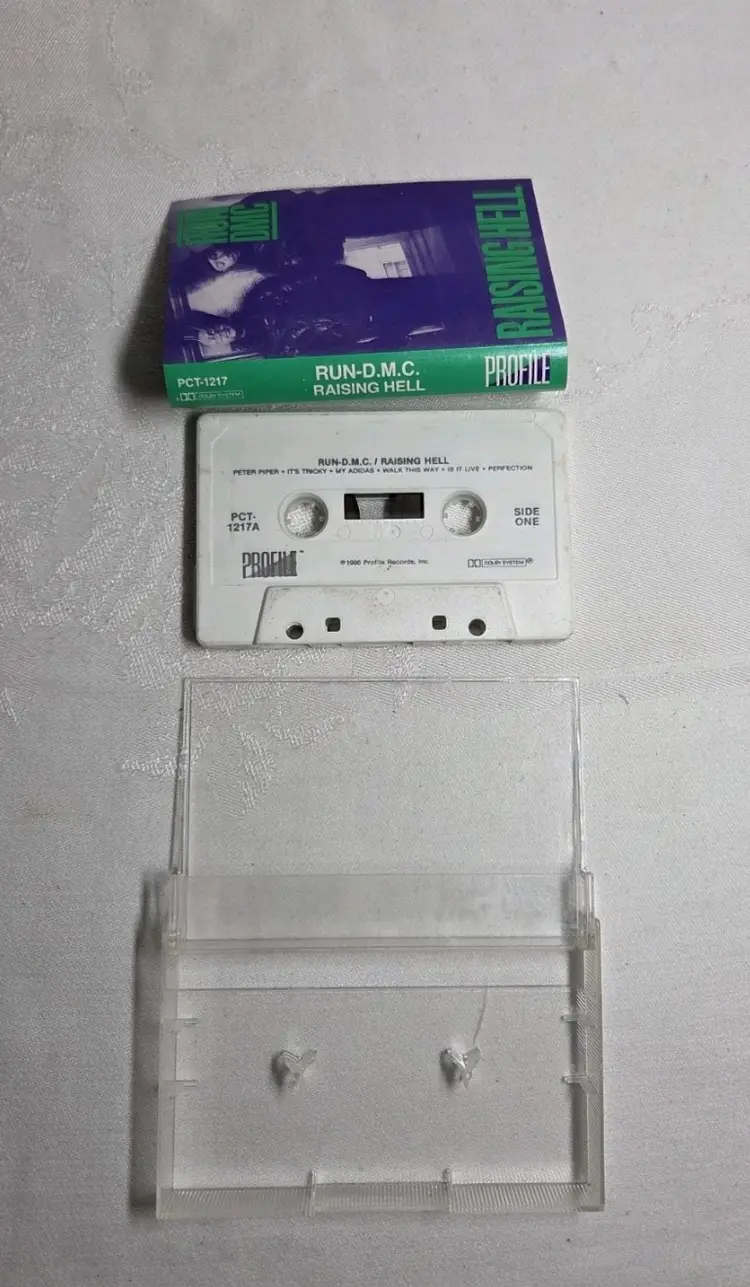 RUN
DMC
RAISING HELL
PCT-1217
RUN-D.M.C.
RAISING HELL
PROFILE
DOLBY SYSTEM
RUN-D.M.C. / RAISING HELL
PETER PIPER • IT'S TRICKY • MY ADIDAS • WALK THIS WAY • IS IT LIVE • PERFECTION
PCT-
1217A
SIDE
ONE
PROFILE
℗1986 Profile Records, Inc.
DOLBY SYSTEM